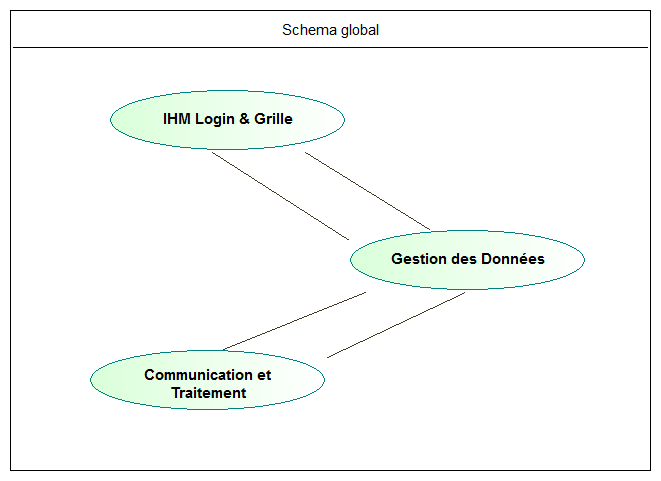 Schema global
IHM Login & Grille
Gestion des Données
Communication et
Traitement